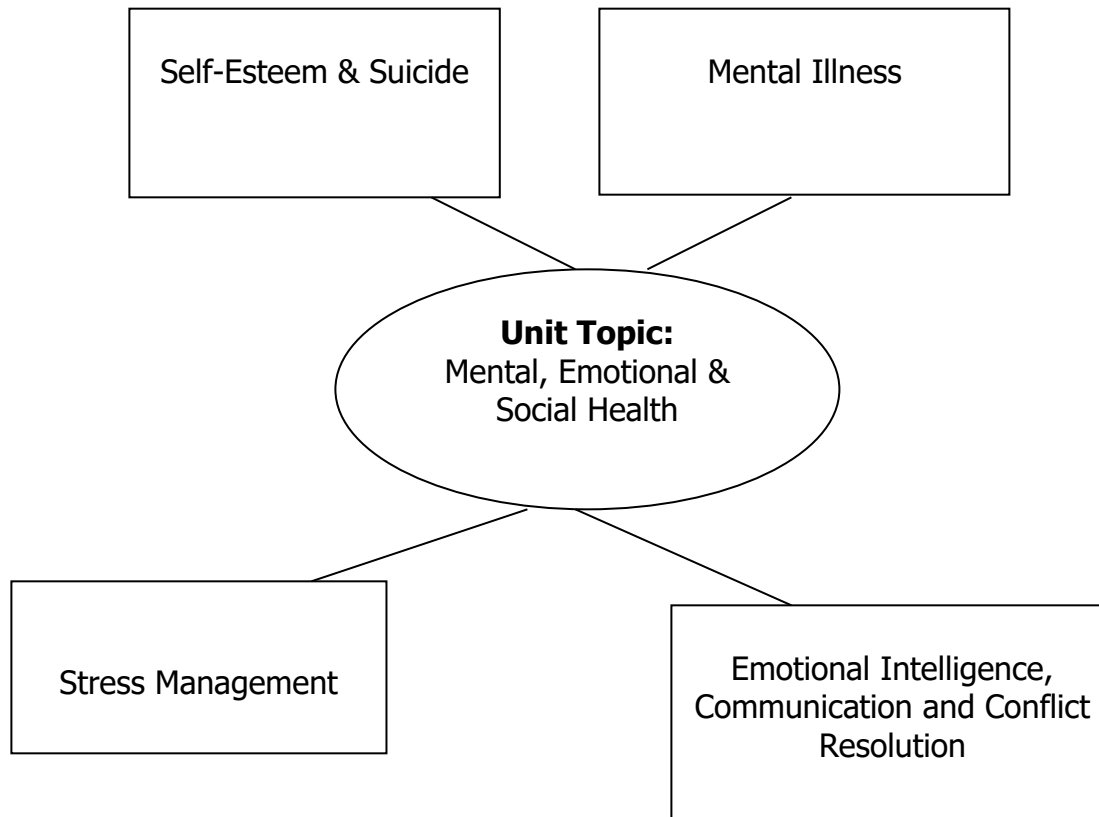 Self-Esteem & Suicide
Mental Illness
Unit Topic:
Mental, Emotional &
Social Health
Stress Management
Emotional Intelligence,
Communication and Conflict
Resolution